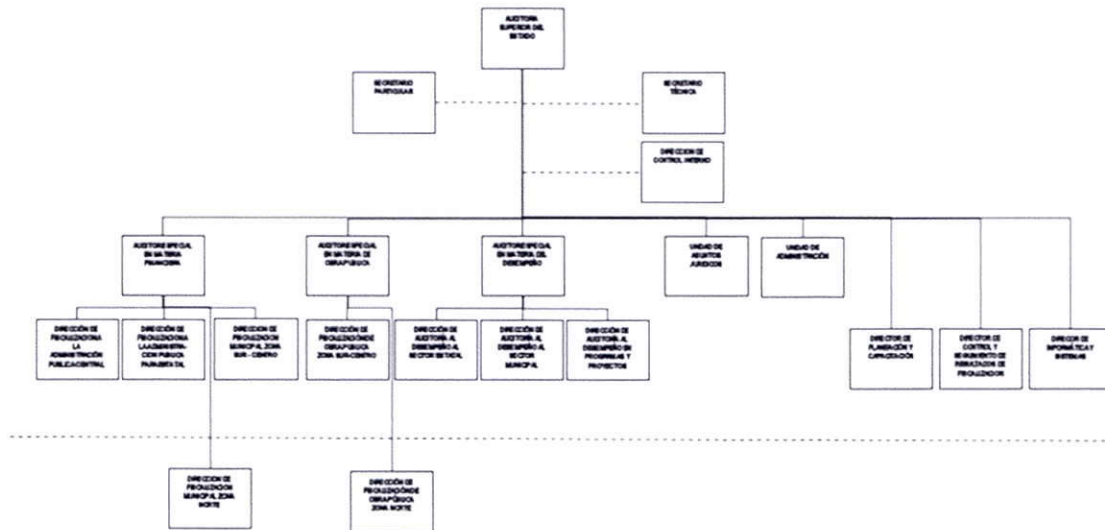 AUDITORIA
SUPERIOR DEL
ESTADO
SECRETARIO
PARTICULAR
SECRETARIO
TÉCNICA
DIRECCION DE
CONTROL INTERNO
AUDITOR ESPECIAL
EN MATERIA
FINANCIERA
AUDITOR ESPECIAL
EN MATERIA DE
OBRA PÚBLICA
AUDITOR ESPECIAL
EN MATERIA DEL
DESEMPEÑO
UNIDAD DE
ASUNTOS
JURIDICOS
UNIDAD DE
ADMINISTRACIÓN
DIRECCIÓN DE
FISCALIZACION A
LA
ADMINISTRACIÓN
PUBLICA CENTRAL
DIRECCIÓN DE
FISCALIZACION A
LA ADMINISTRA-
CION PUBLICA
PARAESTATAL
DIRECCION DE
FISCALIZACION
MUNICIPAL ZONA
SUR - CENTRO
DIRECCIÓN DE
FISCALIZACIÓN DE
OBRA PÚBLICA
ZONA SUR-CENTRO
DIRECCIÓN DE
AUDITORÍA AL
DESEMPEÑO AL
SECTOR ESTATAL
DIRECCIÓN DE
AUDITORÍA AL
DESEMPEÑO AL
SECTOR
MUNICIPAL
DIRECCIÓN DE
AUDITORÍA AL
DESEMPEÑO EN
PROGRAMAS Y
PROYECTOS
DIRECTOR DE
PLANEACIÓN Y
CAPACITACIÓN
DIRECTOR DE
CONTROL Y
SEGUIMIENTO DE
RESULTADOS DE
FISCALIZACION
DIRECOR DE
INFORMÁTICA Y
SISTEMAS
DIRECCION DE
FISCALIZACION
MUNICIPAL ZONA
NORTE
DIRECCIÓN DE
FISCALIZACIÓN DE
OBRA PÚBLICA
ZONA NORTE